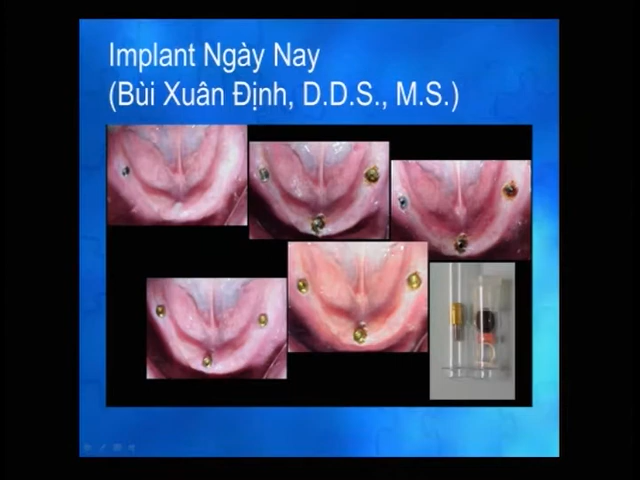 Implant Ngày Nay
(Bùi Xuân Định, D.D.S., M.S.)